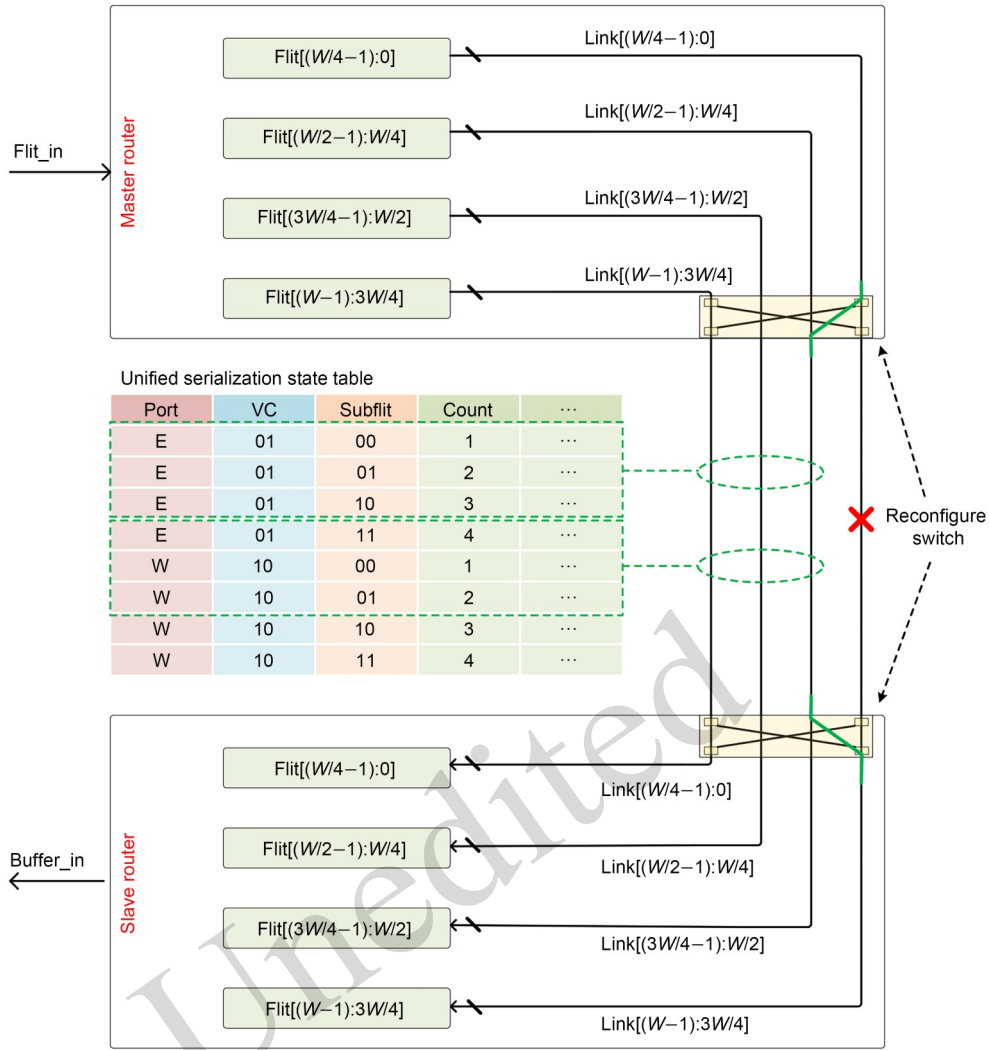 Link[(W/4−1):0]
Flit[(W/4−1):0]
Link[(W/2−1):W/4]
Flit[(W/2−1):W/4]
Flit_in
Master router
Link[(3W/4−1):W/2]
Flit[(3W/4−1):W/2]
Link[(W−1):3W/4]
Flit[(W−1):3W/4]
Unified serialization state table
Port VC Subflit Count ···
E 01 00 1 ···
E 01 01 2 ···
E 01 10 3 ···
E 01 11 4 ···
W 10 00 1 ···
W 10 01 2 ···
W 10 10 3 ···
W 10 11 4 ···
Reconfigure
switch
Flit[(W/4−1):0]
Link[(W/4−1):0]
Flit[(W/2−1):W/4]
Link[(W/2−1):W/4]
Buffer_in
Slave router
Flit[(3W/4−1):W/2]
Link[(3W/4−1):W/2]
Flit[(W−1):3W/4]
Link[(W−1):3W/4]
Unedited